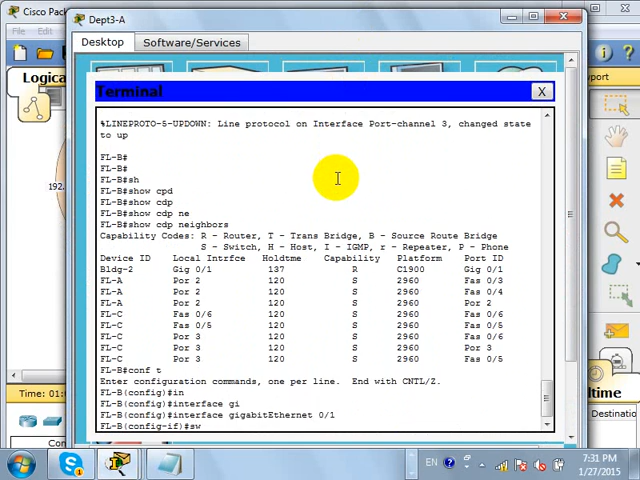 Cisco Pack
Dept3-A
File
Desktop
Software/Services
Logica
port
Terminal
X
%LINEPROTO-5-UPDOWN: Line protocol on Interface Port-channel 3, changed state
to up
FL-B#
FL-B#
FL-B#sh
FL-B#show cpd
FL-B#show cdp
FL-B#show cdp ne
FL-B#show cdp neighbors
Capability Codes: R - Router, T - Trans Bridge, B - Source Route Bridge
S - Switch, H - Host, I - IGMP, r - Repeater, P - Phone
Device ID Local Intrfce Holdtme Capability Platform Port ID
Bldg-2 Gig 0/1 137 R C1900 Gig 0/1
FL-A Por 2 120 S 2960 Fas 0/3
FL-A Por 2 120 S 2960 Fas 0/4
FL-A Por 2 120 S 2960 Por 2
FL-C Fas 0/6 120 S 2960 Fas 0/6
FL-C Fas 0/5 120 S 2960 Fas 0/5
FL-C Por 3 120 S 2960 Fas 0/6
FL-C Por 3 120 S 2960 Por 3
FL-C Por 3 120 S 2960 Fas 0/5
FL-B#conf t
Enter configuration commands, one per line. End with CNTL/Z.
FL-B(config)#in
FL-B(config)#interface gi
FL-B(config)#interface gigabitEthernet 0/1
FL-B(config-if)#sw
192.
Time: 01:0
ltime
Destinatio
EN
7:31 PM
1/27/2015